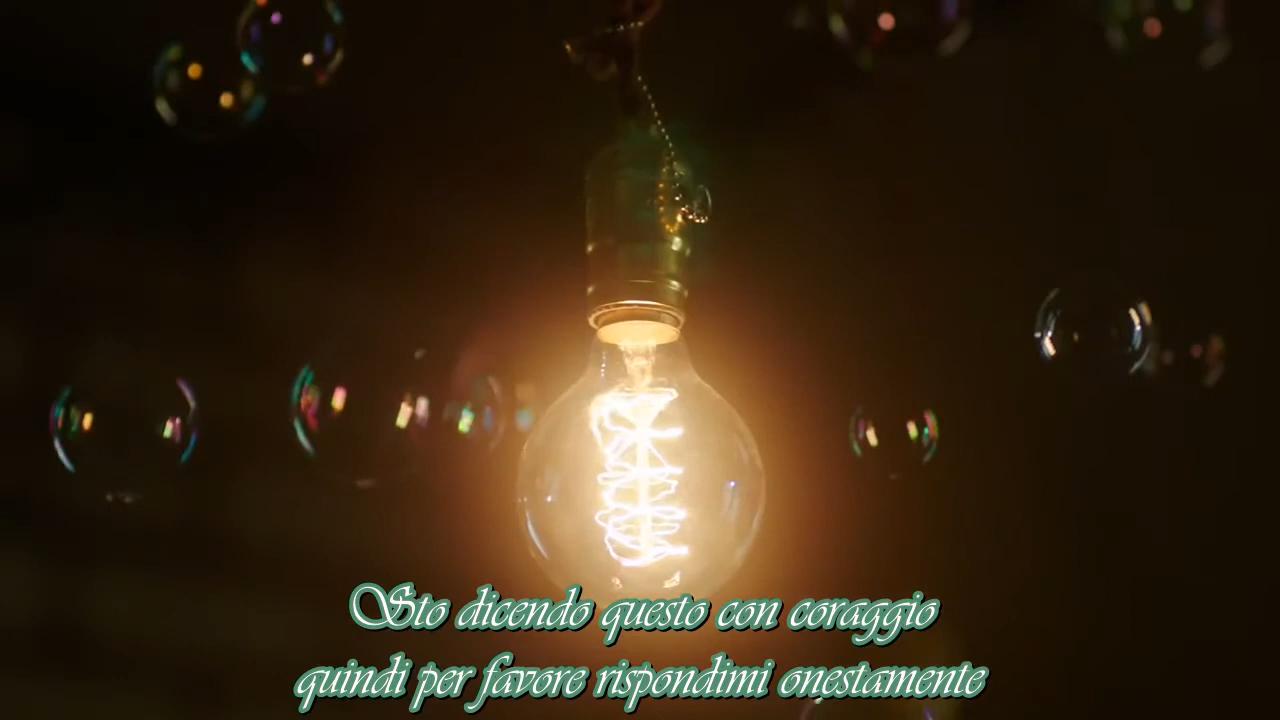 Sto dicendo questo con coraggio
quindi per favore rispondimi onestamente